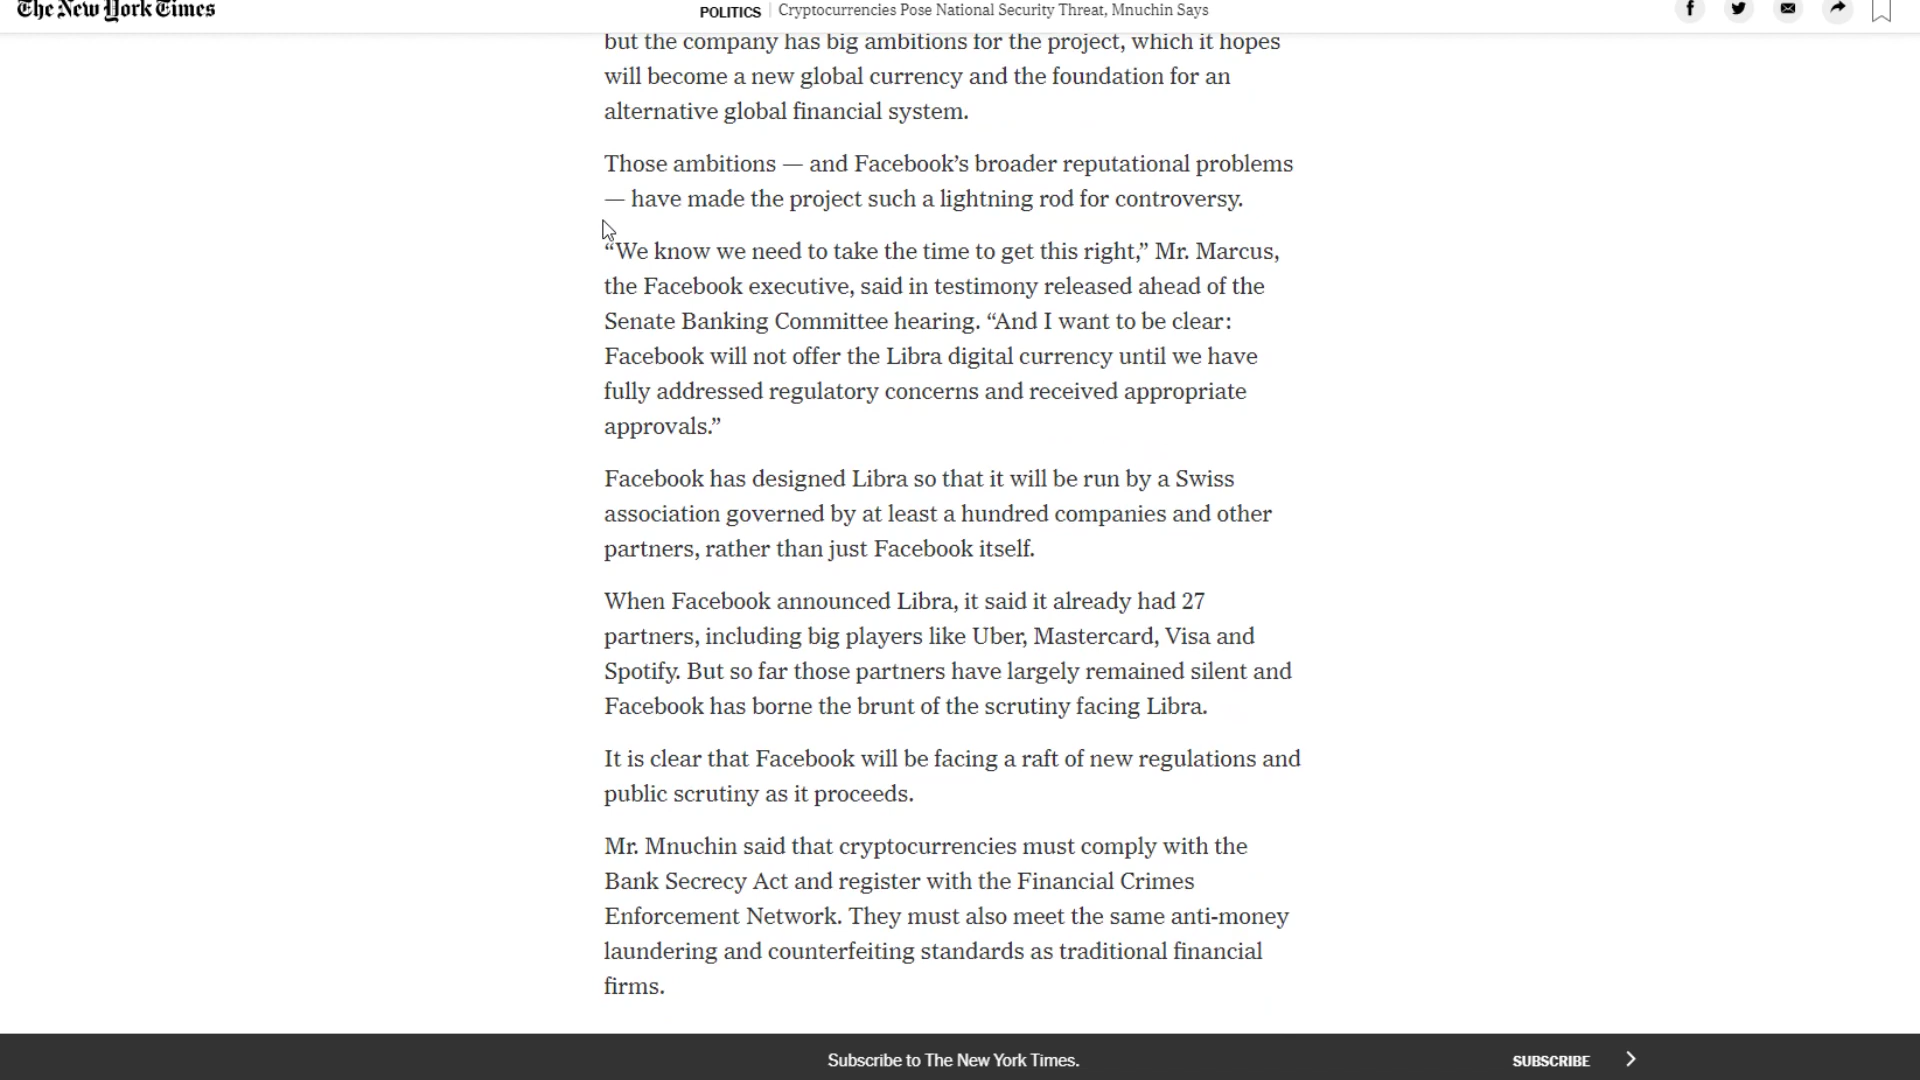 The New York Times
POLITICS | Cryptocurrencies Pose National Security Threat, Mnuchin Says
but the company has big ambitions for the project, which it hopes
will become a new global currency and the foundation for an
alternative global financial system.
Those ambitions — and Facebook’s broader reputational problems
— have made the project such a lightning rod for controversy.
“We know we need to take the time to get this right,” Mr. Marcus,
the Facebook executive, said in testimony released ahead of the
Senate Banking Committee hearing. “And I want to be clear:
Facebook will not offer the Libra digital currency until we have
fully addressed regulatory concerns and received appropriate
approvals.”
Facebook has designed Libra so that it will be run by a Swiss
association governed by at least a hundred companies and other
partners, rather than just Facebook itself.
When Facebook announced Libra, it said it already had 27
partners, including big players like Uber, Mastercard, Visa and
Spotify. But so far those partners have largely remained silent and
Facebook has borne the brunt of the scrutiny facing Libra.
It is clear that Facebook will be facing a raft of new regulations and
public scrutiny as it proceeds.
Mr. Mnuchin said that cryptocurrencies must comply with the
Bank Secrecy Act and register with the Financial Crimes
Enforcement Network. They must also meet the same anti-money
laundering and counterfeiting standards as traditional financial
firms.
Subscribe to The New York Times.
SUBSCRIBE